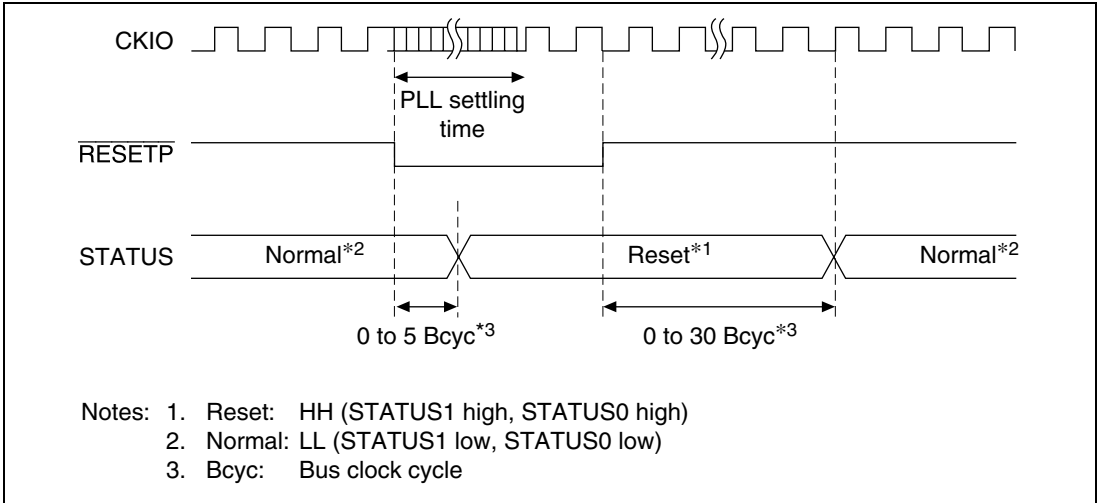 CKIO
PLL settling
time
RESETP
STATUS
Normal*2
Reset*1
Normal*2
0 to 5 Bcyc*3
0 to 30 Bcyc*3
Notes: 1. Reset: HH (STATUS1 high, STATUS0 high)
2. Normal: LL (STATUS1 low, STATUS0 low)
3. Bcyc: Bus clock cycle